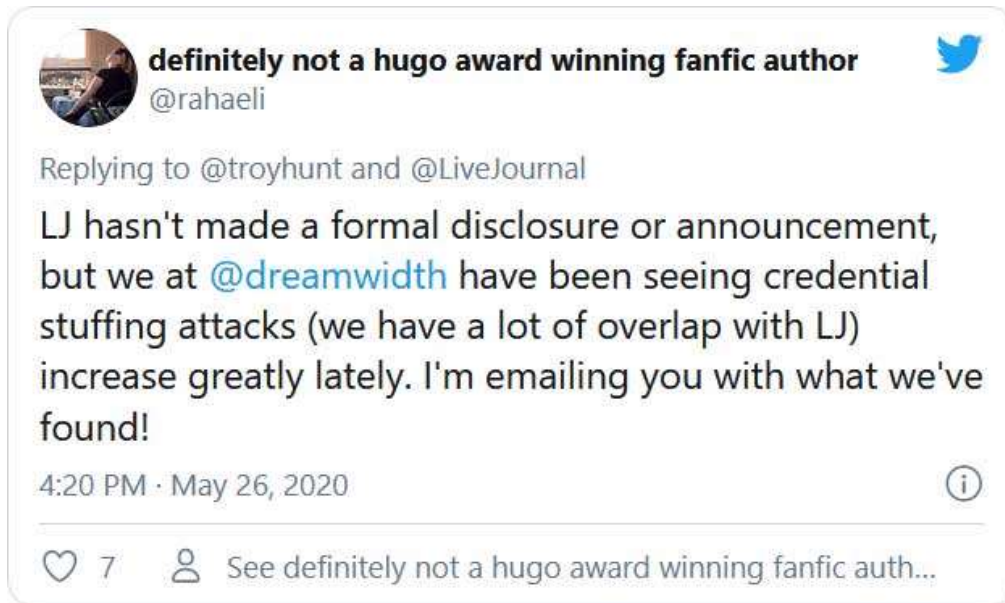 definitely not a hugo award winning fanfic author
@rahaeli
Replying to @troyhunt and @LiveJournal
LJ hasn't made a formal disclosure or announcement,
but we at @dreamwidth have been seeing credential
stuffing attacks (we have a lot of overlap with LJ)
increase greatly lately. I'm emailing you with what we've
found!
4:20 PM · May 26, 2020
7 See definitely not a hugo award winning fanfic auth...